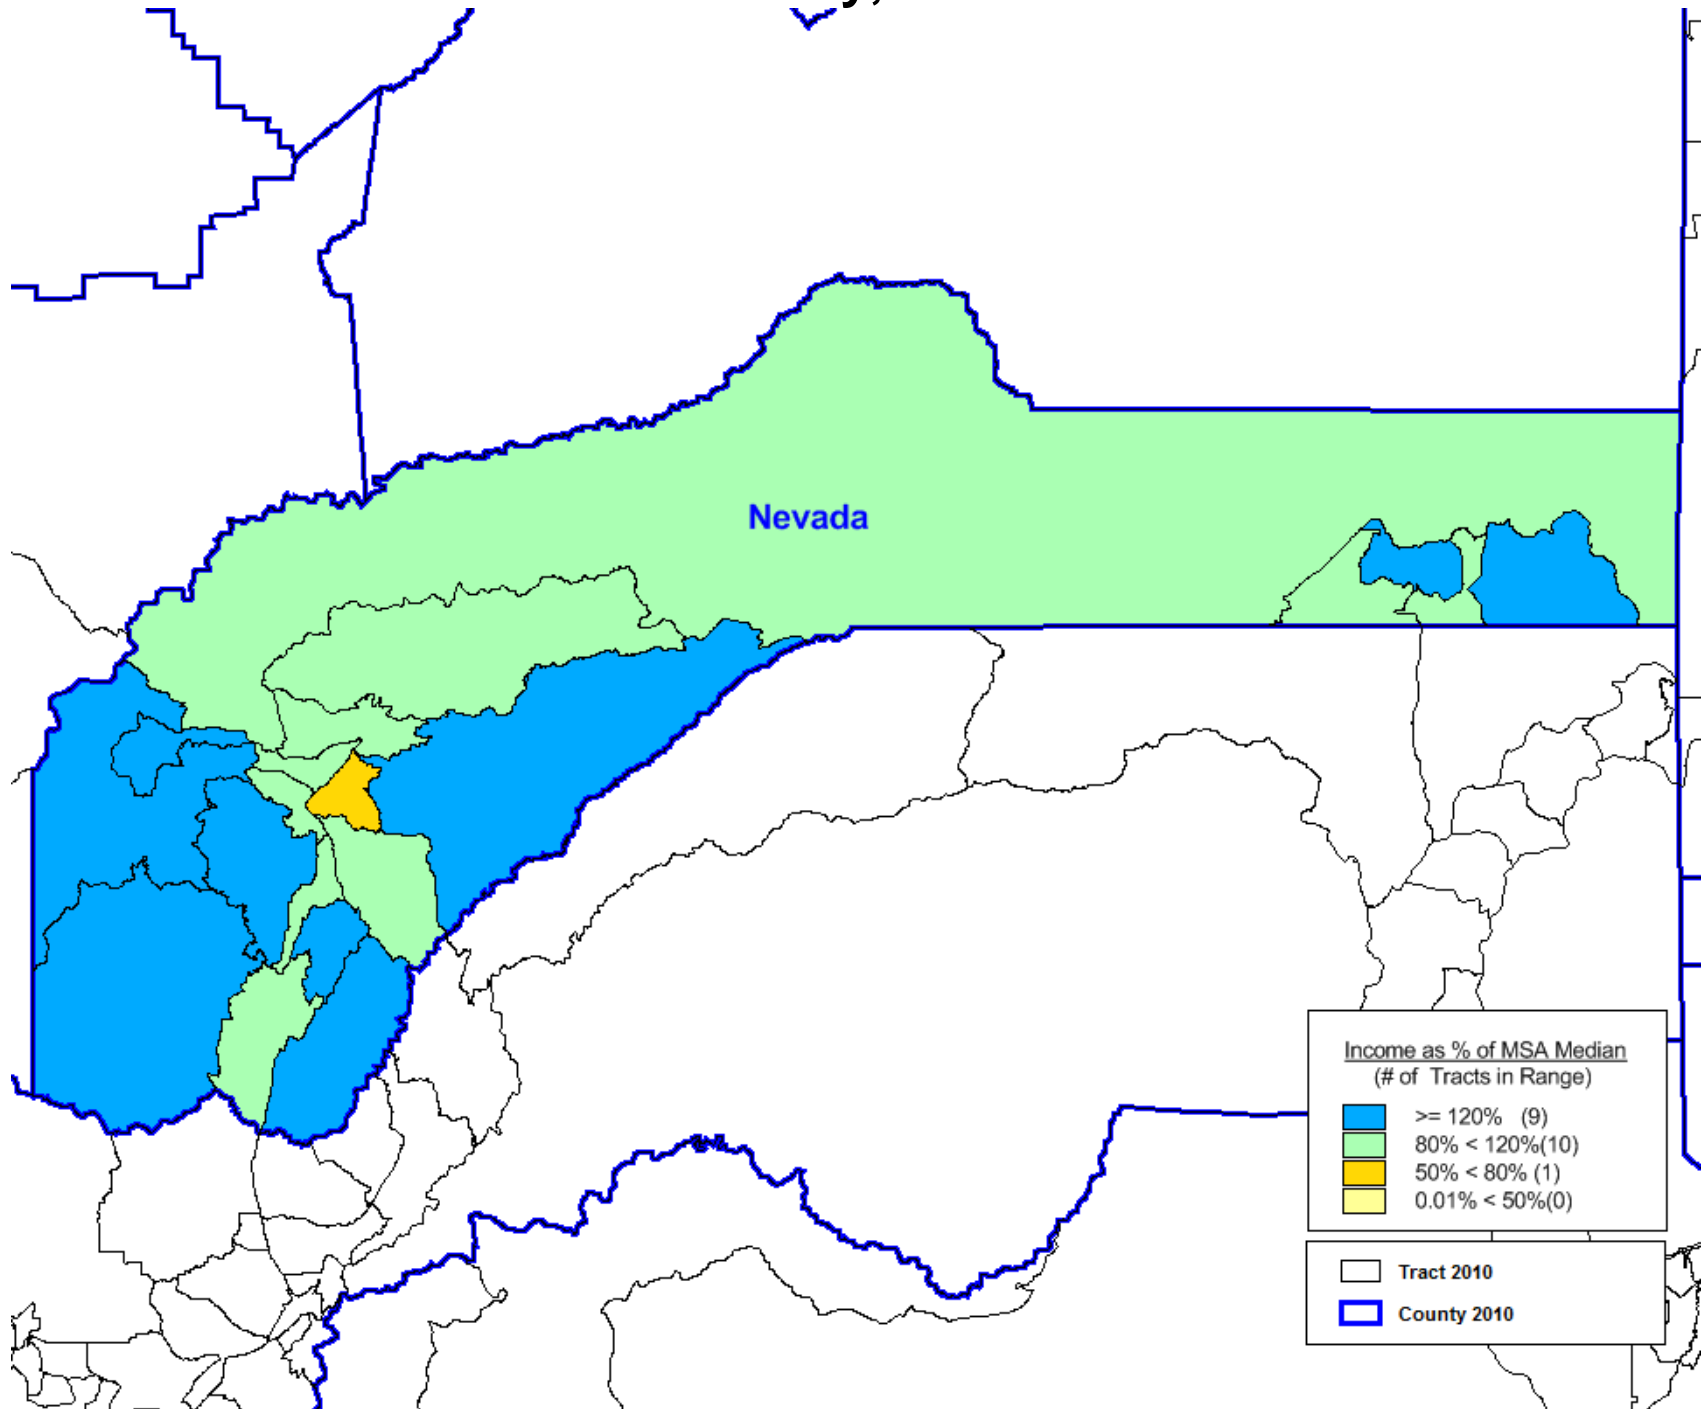 Nevada
Income as % of MSA Median
(# of Tracts in Range)
>= 120% (9)
80% < 120%(10)
50% < 80% (1)
0.01% < 50%(0)
Tract 2010
County 2010